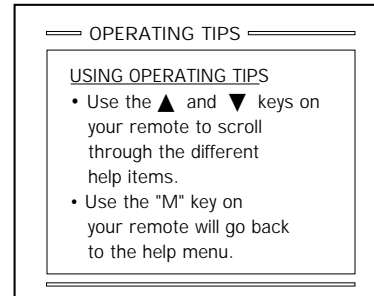 OPERATING TIPS
USING OPERATING TIPS
• Use the ▲ and ▼ keys on
your remote to scroll
through the different
help items.
• Use the "M" key on
your remote will go back
to the help menu.